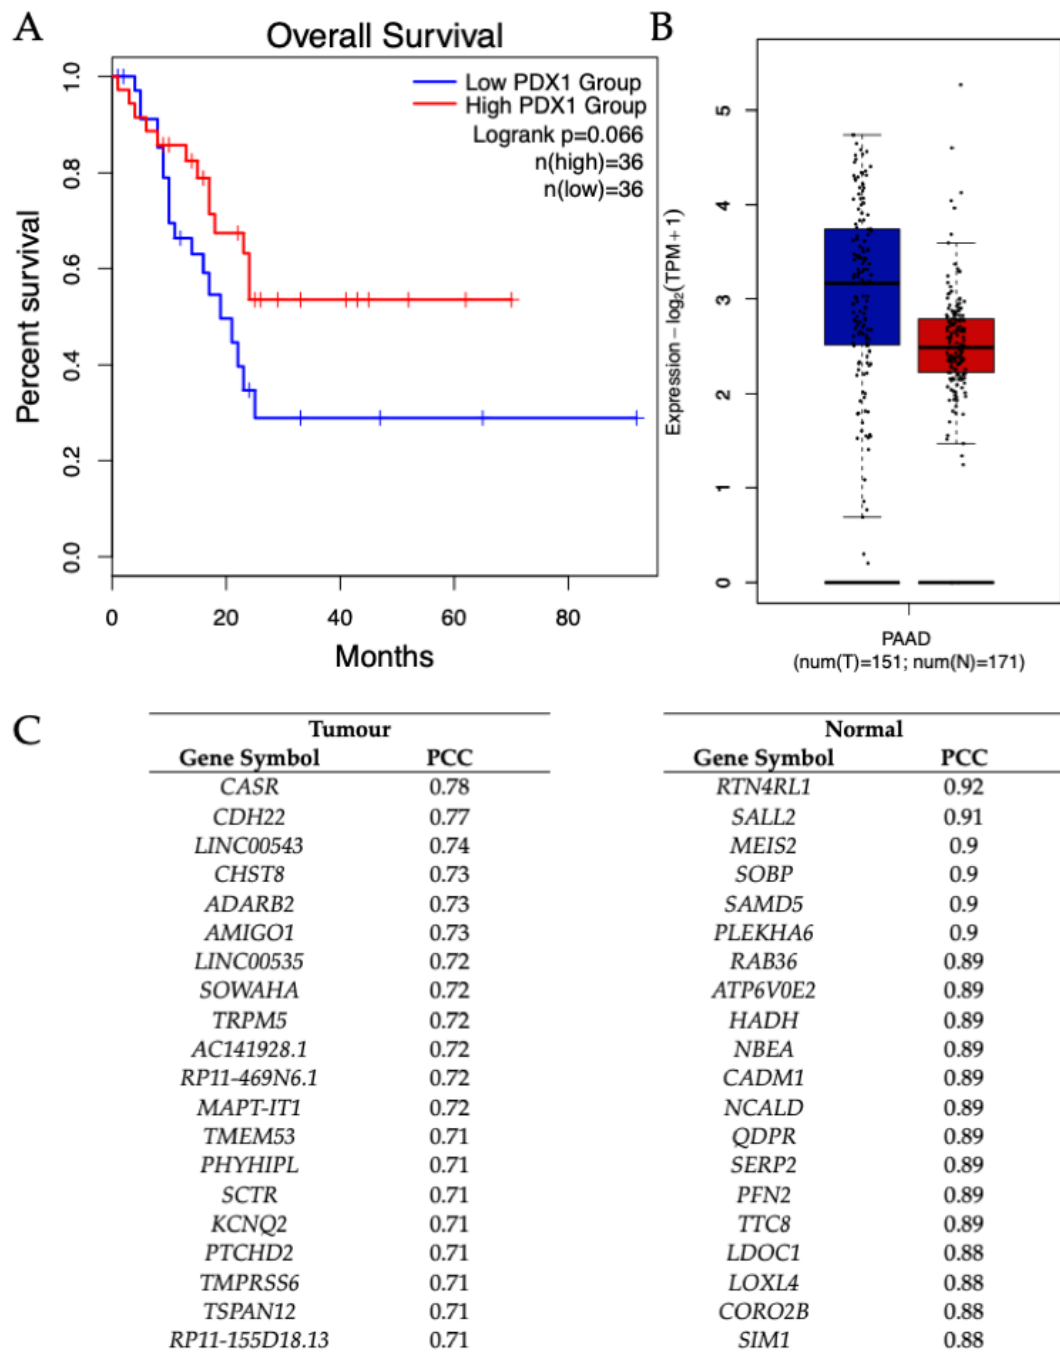 A
Overall Survival
Low PDX1 Group
High PDX1 Group
Logrank p=0.066
n(high)=36
n(low)=36
Percent survival
0.0
0.2
0.4
0.6
0.8
1.0
0 20 40 60 80
Months
B
Expression – log₂(TPM + 1)
0
1
2
3
4
5
PAAD
(num(T)=151; num(N)=171)
C
Tumour
Gene Symbol PCC
CASR 0.78
CDH22 0.77
LINC00543 0.74
CHST8 0.73
ADARB2 0.73
AMIGO1 0.73
LINC00535 0.72
SOWAHA 0.72
TRPM5 0.72
AC141928.1 0.72
RP11-469N6.1 0.72
MAPT-IT1 0.72
TMEM53 0.71
PHYHIPL 0.71
SCTR 0.71
KCNQ2 0.71
PTCHD2 0.71
TMPRSS6 0.71
TSPAN12 0.71
RP11-155D18.13 0.71
Normal
Gene Symbol PCC
RTN4RL1 0.92
SALL2 0.91
MEIS2 0.9
SOBP 0.9
SAMD5 0.9
PLEKHA6 0.9
RAB36 0.89
ATP6V0E2 0.89
HADH 0.89
NBEA 0.89
CADM1 0.89
NCALD 0.89
QDPR 0.89
SERP2 0.89
PFN2 0.89
TTC8 0.89
LDOC1 0.88
LOXL4 0.88
CORO2B 0.88
SIM1 0.88